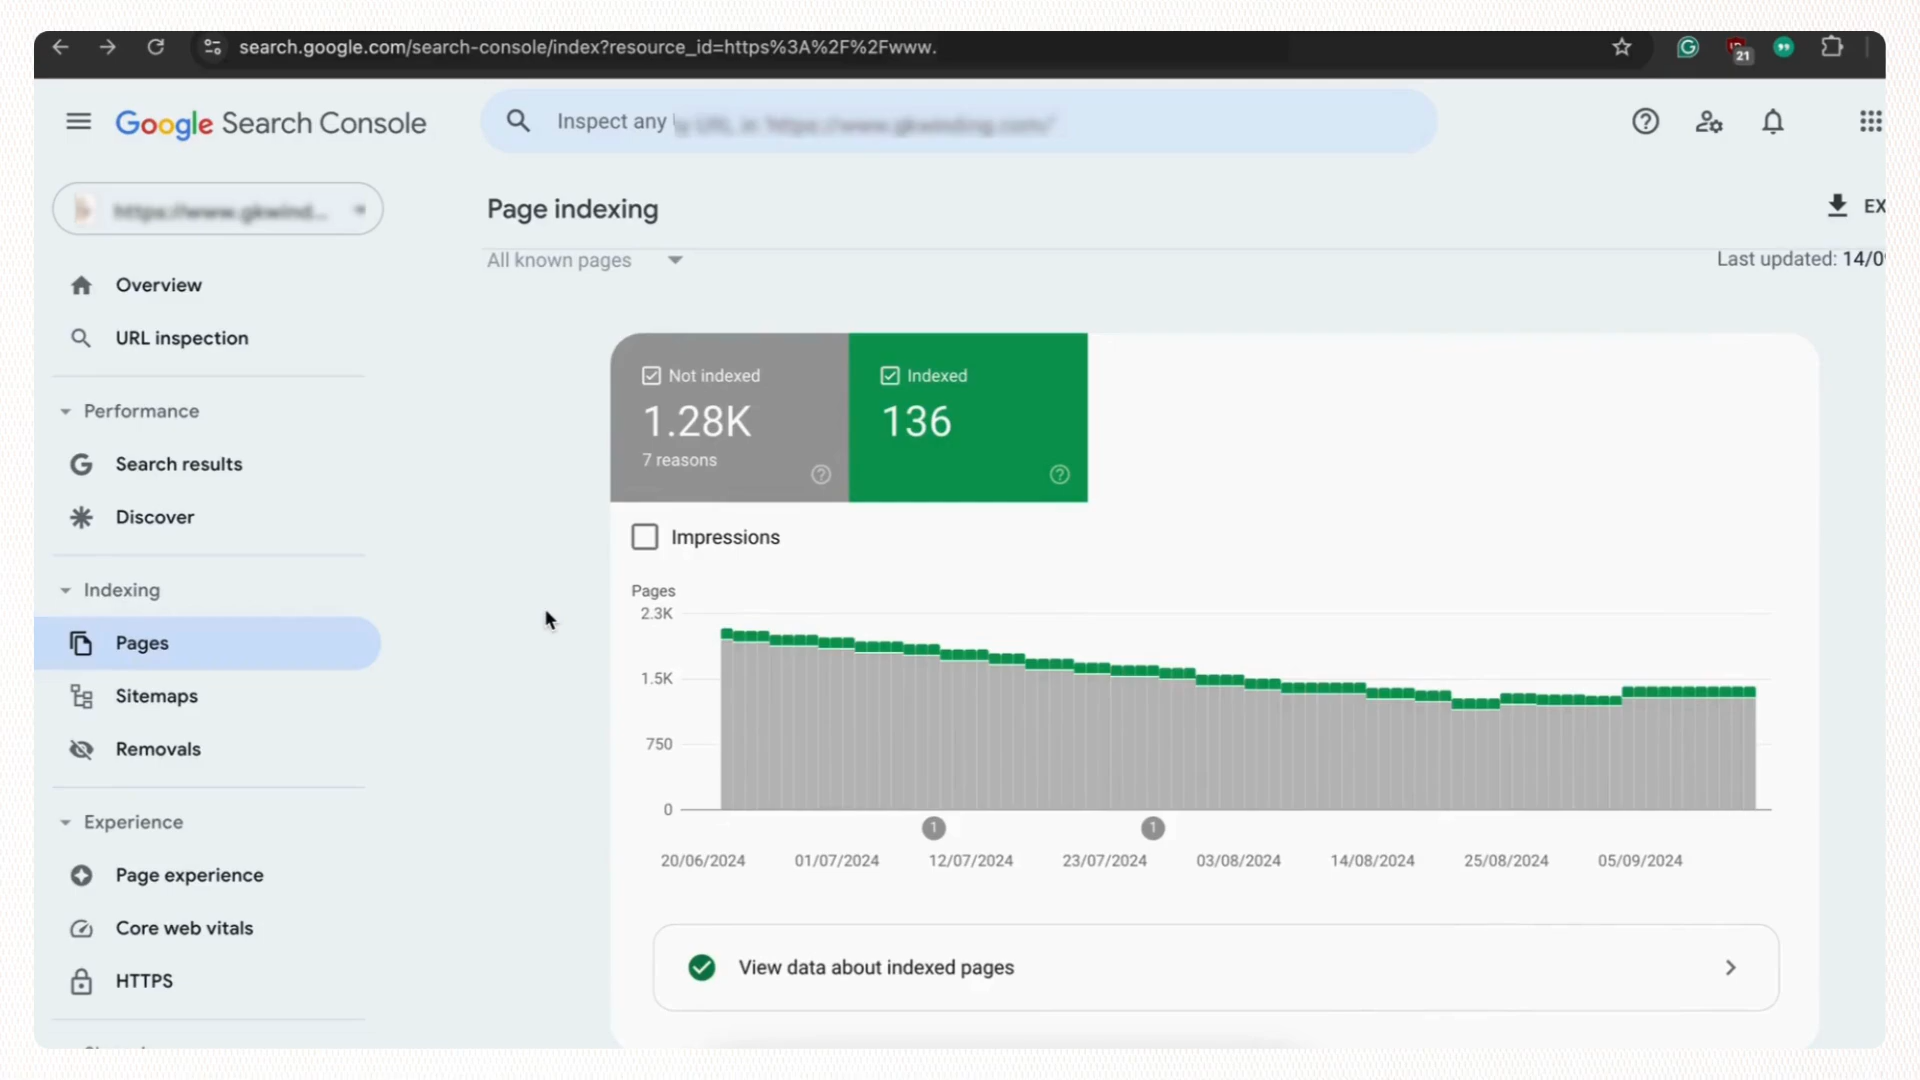 search.google.com/search-console/index?resource_id=https%3A%2F%2Fwww.
21
Google Search Console
Inspect any
Page indexing
EX
All known pages
Last updated: 14/0
Overview
URL inspection
Performance
Search results
Discover
Indexing
Pages
Sitemaps
Removals
Experience
Page experience
Core web vitals
HTTPS
Not indexed
1.28K
7 reasons
Indexed
136
Impressions
Pages
2.3K
1.5K
750
0
1
1
20/06/2024
01/07/2024
12/07/2024
23/07/2024
03/08/2024
14/08/2024
25/08/2024
05/09/2024
View data about indexed pages